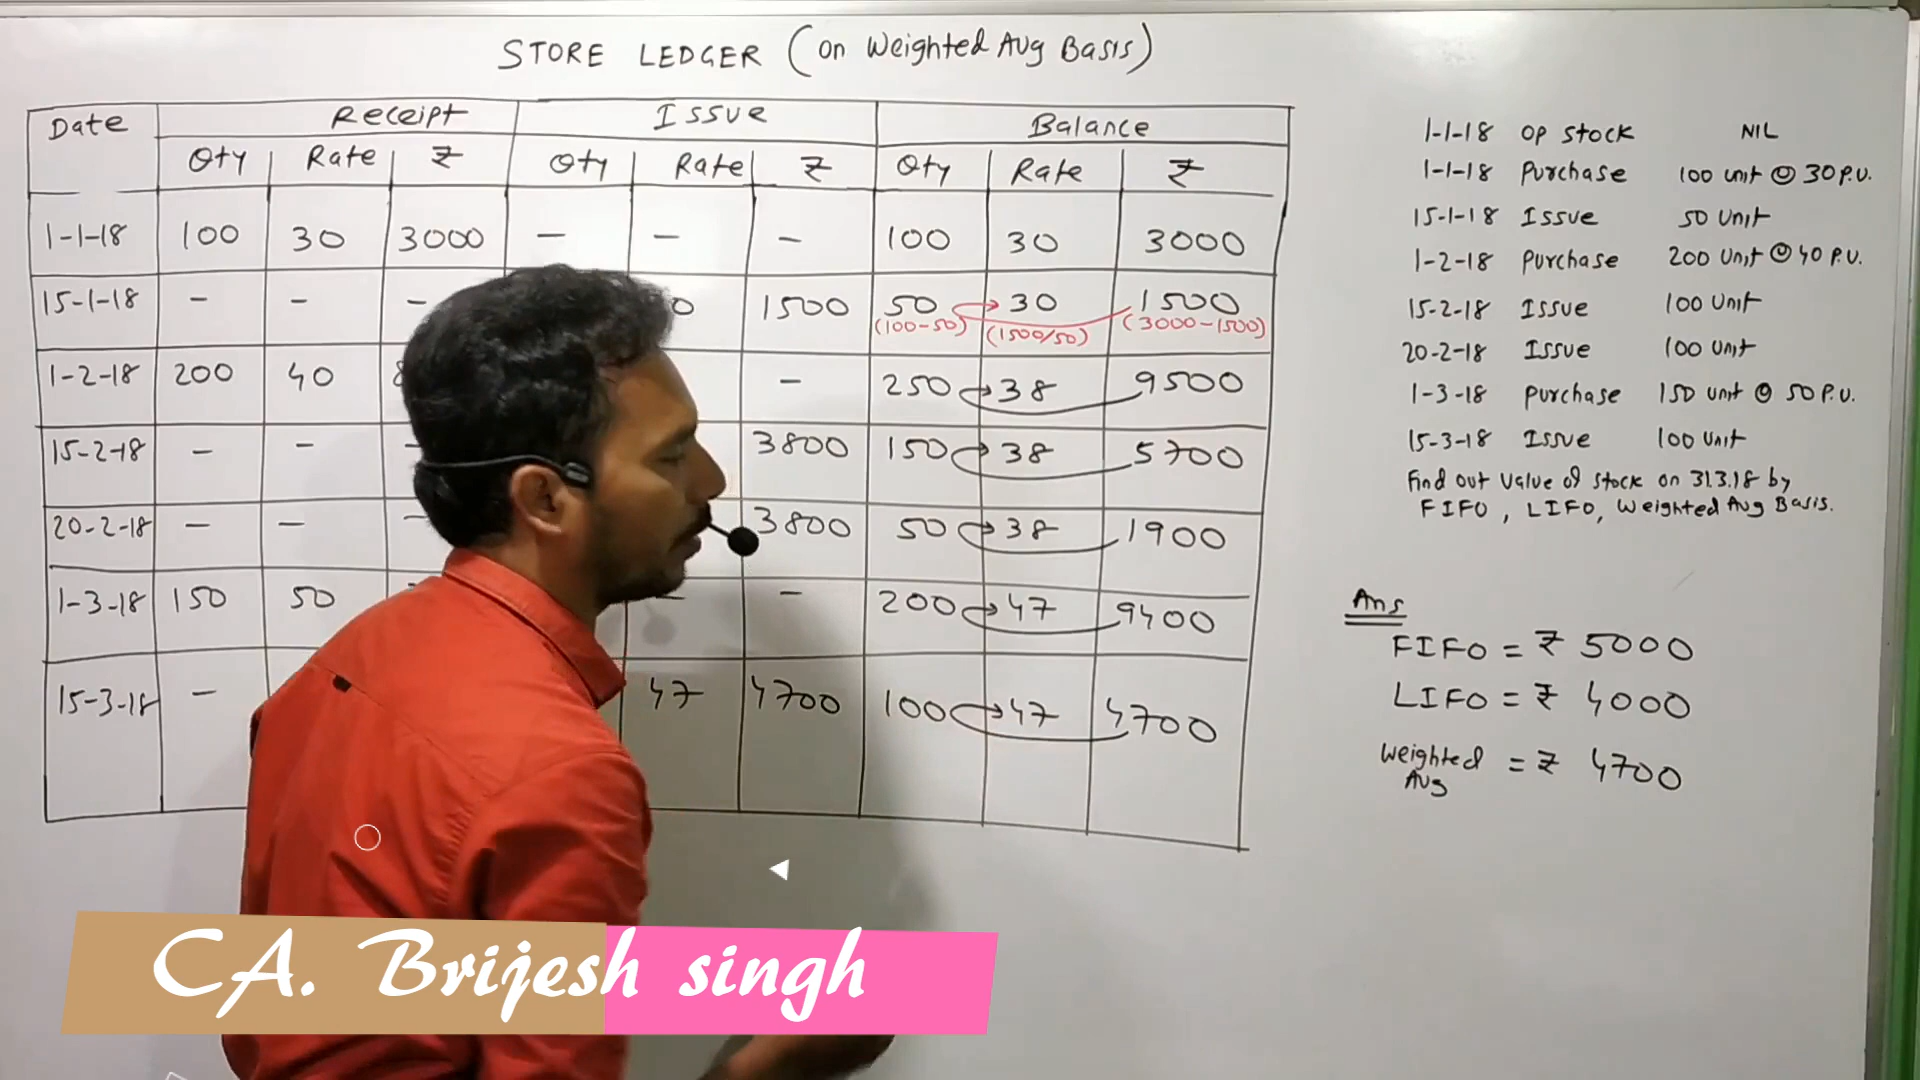 STORE LEDGER (on Weighted Avg Basis)
Date Receipt Issue Balance
Qty Rate ₹ Qty Rate ₹ Qty Rate ₹
1-1-18 100 30 3000 - - - 100 30 3000
15-1-18 - - - 0 1500 50 30 1500
(100-50) (1500/50) (3000-1500)
1-2-18 200 40 - 250 38 9500
15-2-18 - - - 3800 150 38 5700
20-2-18 - - - 3800 50 38 1900
1-3-18 150 50 - - 200 47 9400
15-3-18 - 47 4700 100 47 4700
1-1-18 op stock NIL
1-1-18 Purchase 100 unit @ 30 P.U.
15-1-18 Issue 50 Unit
1-2-18 Purchase 200 Unit @ 40 P.U.
15-2-18 Issue 100 Unit
20-2-18 Issue 100 Unit
1-3-18 Purchase 150 unit @ 50 P.U.
15-3-18 Issue 100 Unit
Find out Value of stock on 31.3.18 by
FIFO, LIFO, Weighted Avg Basis.
Ans
FIFO = ₹ 5000
LIFO = ₹ 4000
Weighted Avg = ₹ 4700
CA. Brijesh singh